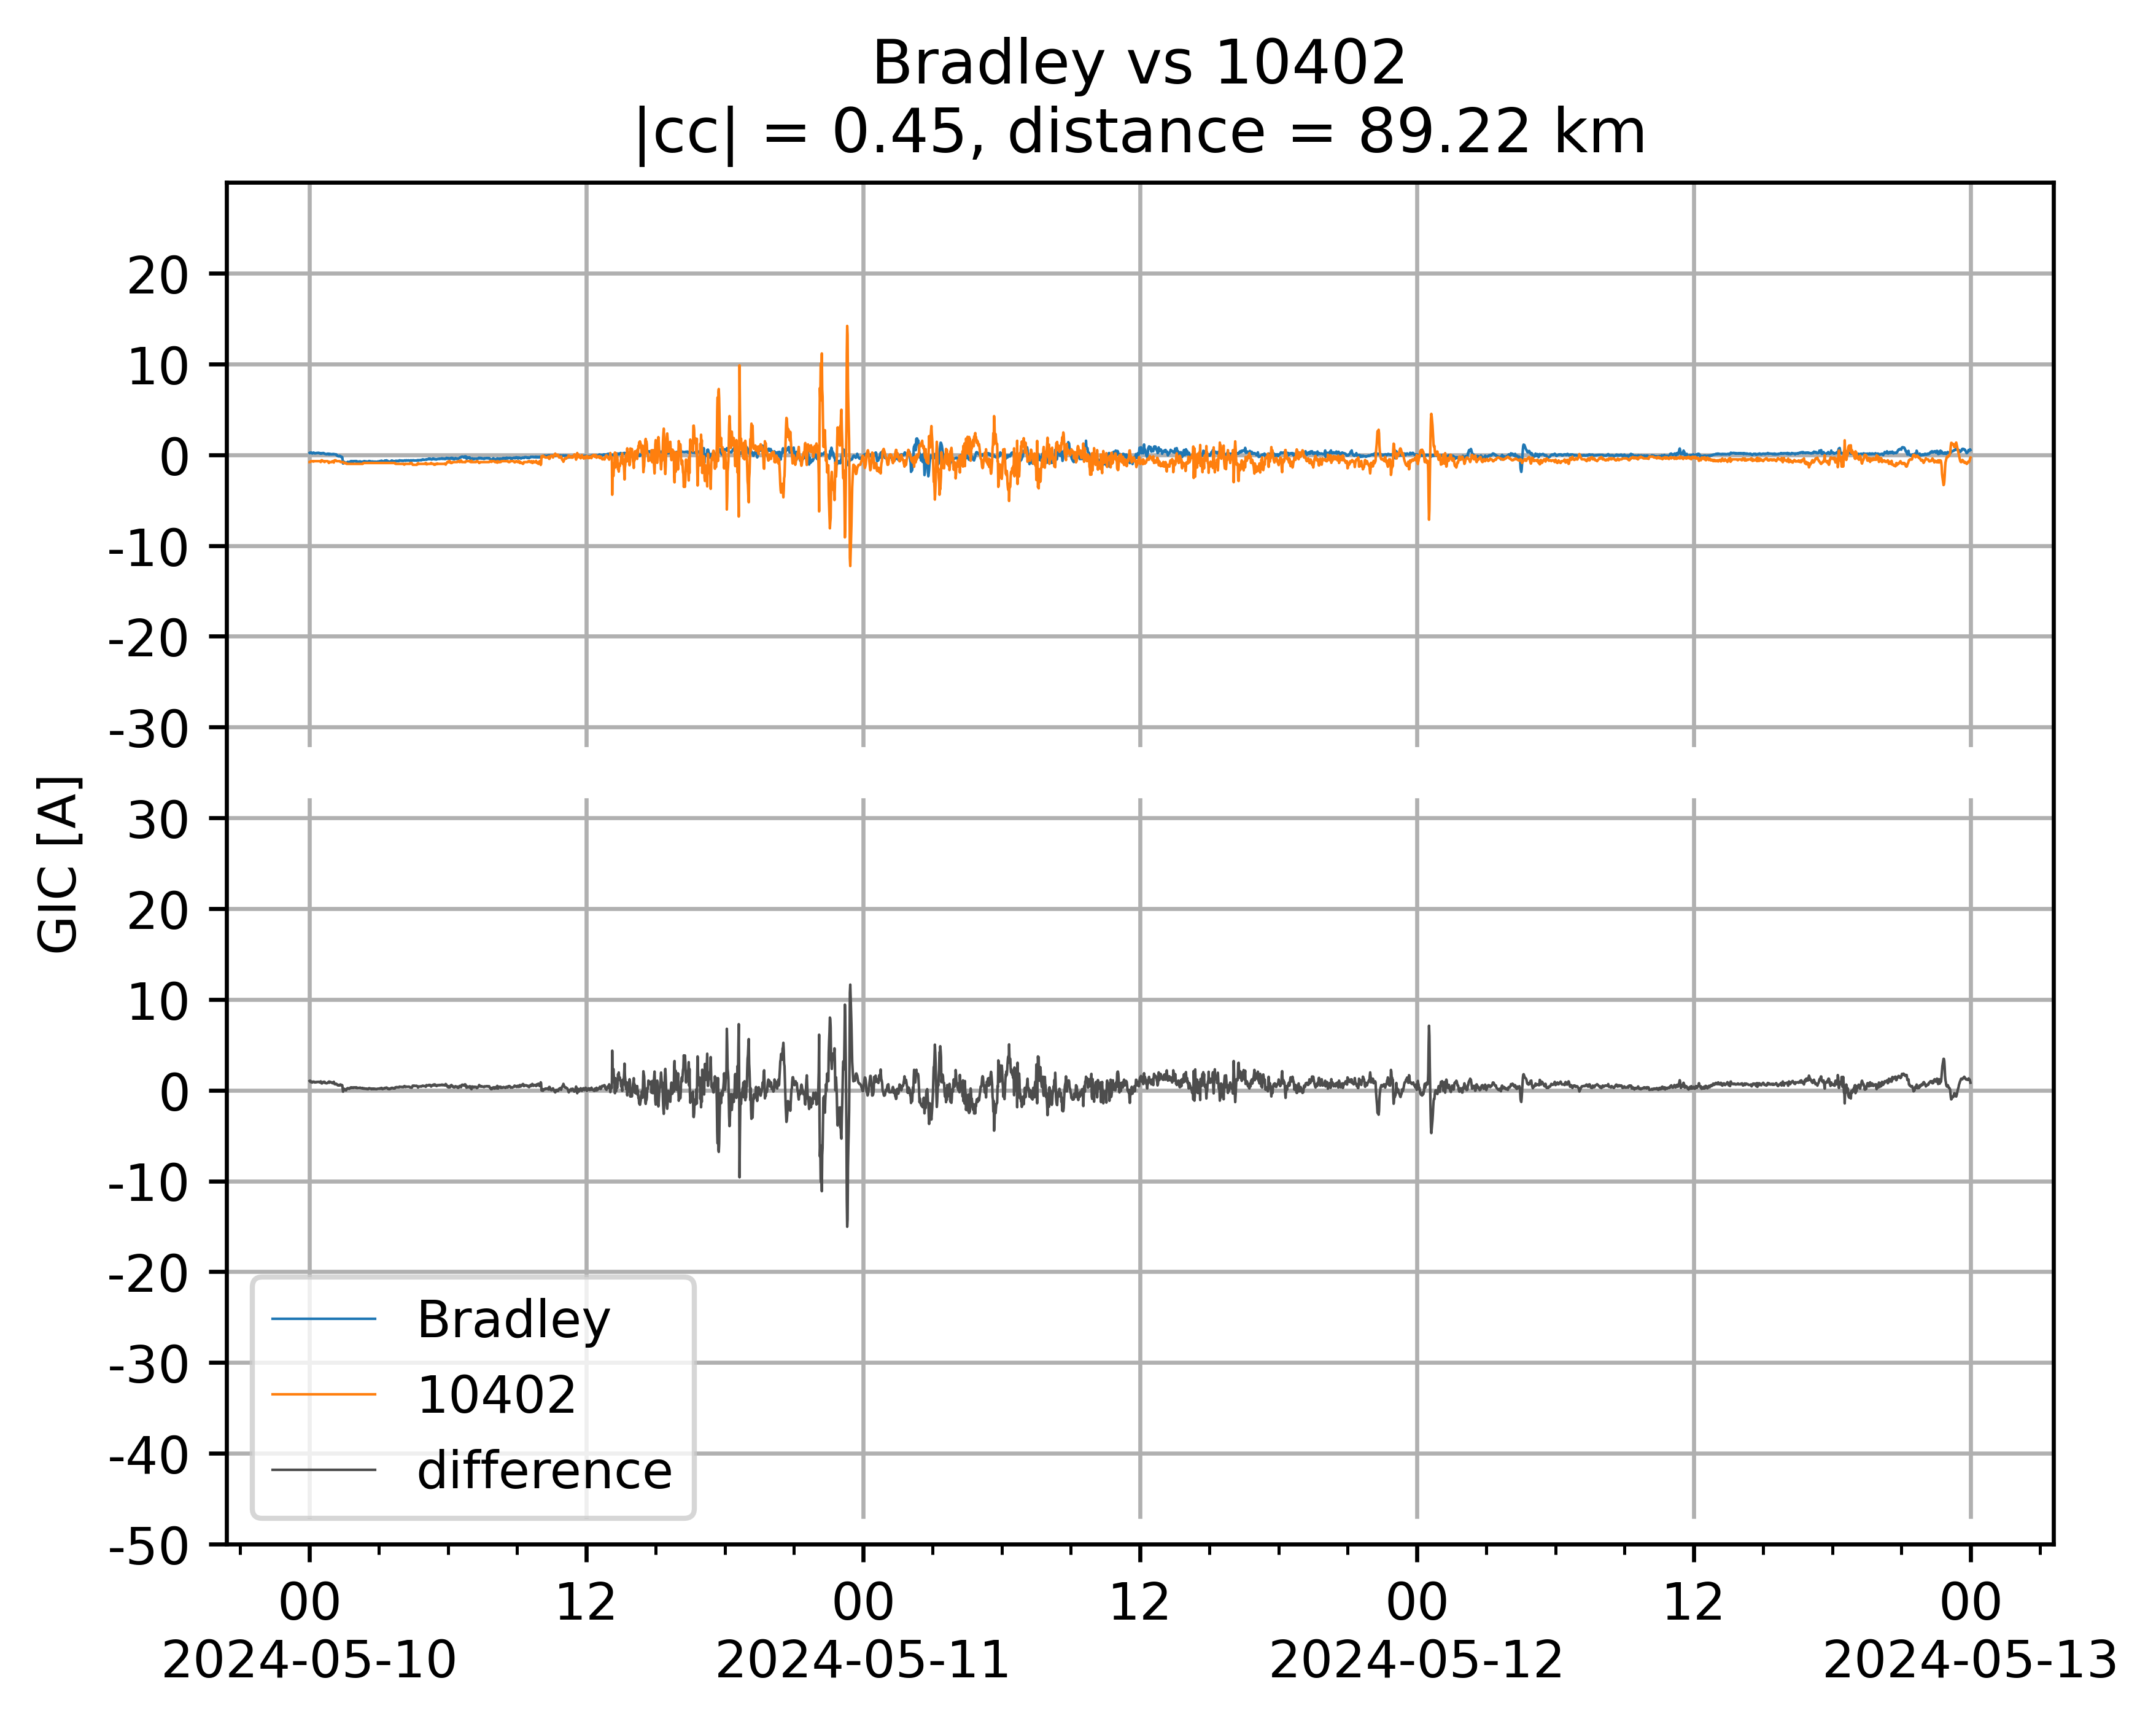 Bradley vs 10402
|cc| = 0.45, distance = 89.22 km
GIC [A]
20
10
0
-10
-20
-30
30
20
10
0
-10
-20
-30
-40
-50
Bradley
10402
difference
00 12 00 12 00 12 00
2024-05-10 2024-05-11 2024-05-12 2024-05-13